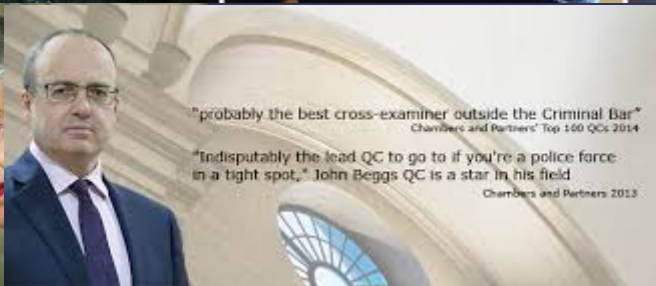 "probably the best cross-examiner outside the Criminal Bar"
Chambers and Partners' Top 100 QCs 2014
"Indisputably the lead QC to go to if you're a police force
in a tight spot," John Beggs QC is a star in his field
Chambers and Partners 2013